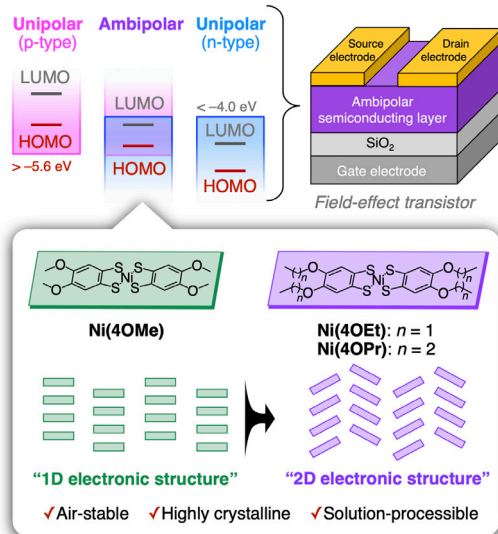 Unipolar
(p-type)
Ambipolar
Unipolar
(n-type)
LUMO
HOMO
> –5.6 eV
LUMO
HOMO
< –4.0 eV
LUMO
HOMO
Source
electrode
Drain
electrode
Ambipolar
semiconducting layer
SiO2
Gate electrode
Field-effect transistor
O O S S Ni S S O O
Ni(4OMe)
( )n O O ( )n S S Ni S S O O ( )n ( )n
Ni(4OEt): n = 1
Ni(4OPr): n = 2
“1D electronic structure”
“2D electronic structure”
✓Air-stable ✓Highly crystalline ✓Solution-processible